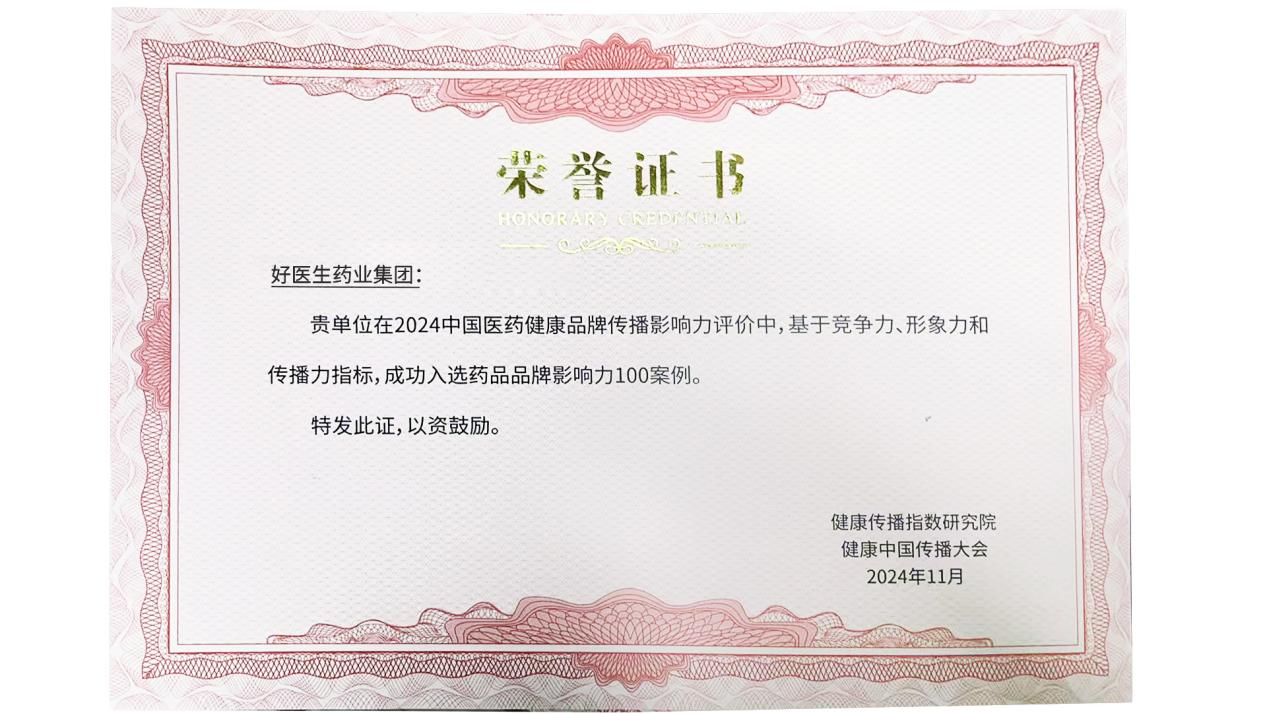 荣誉证书
HONORARY CREDENTIAL
好医生药业集团：
贵单位在2024中国医药健康品牌传播影响力评价中，基于竞争力、形象力和
传播力指标，成功入选药品品牌影响力100案例。
特发此证，以资鼓励。
健康传播指数研究院
健康中国传播大会
2024年11月